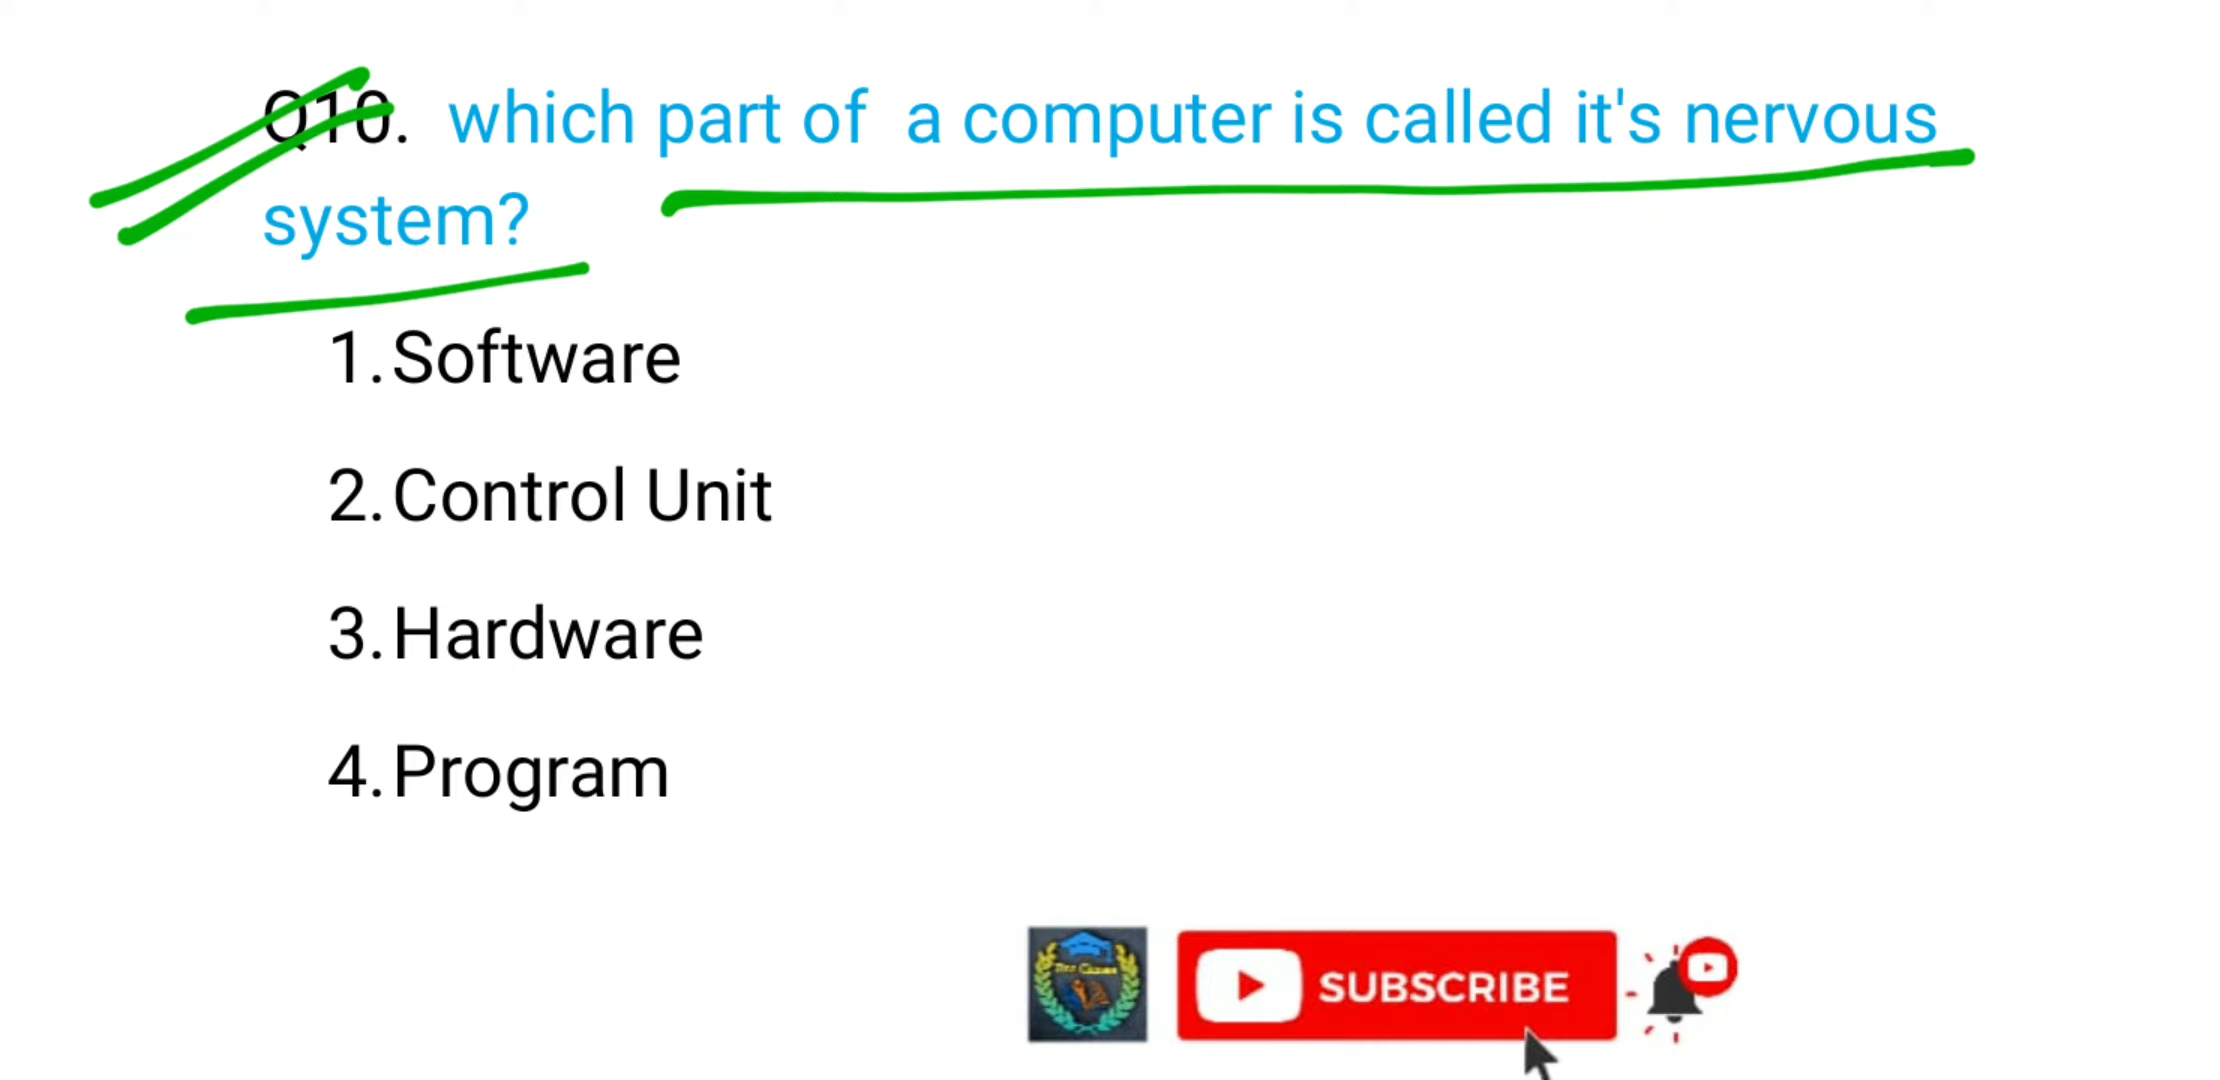 Q10. which part of a computer is called it's nervous
system?
1. Software
2. Control Unit
3. Hardware
4. Program
SUBSCRIBE